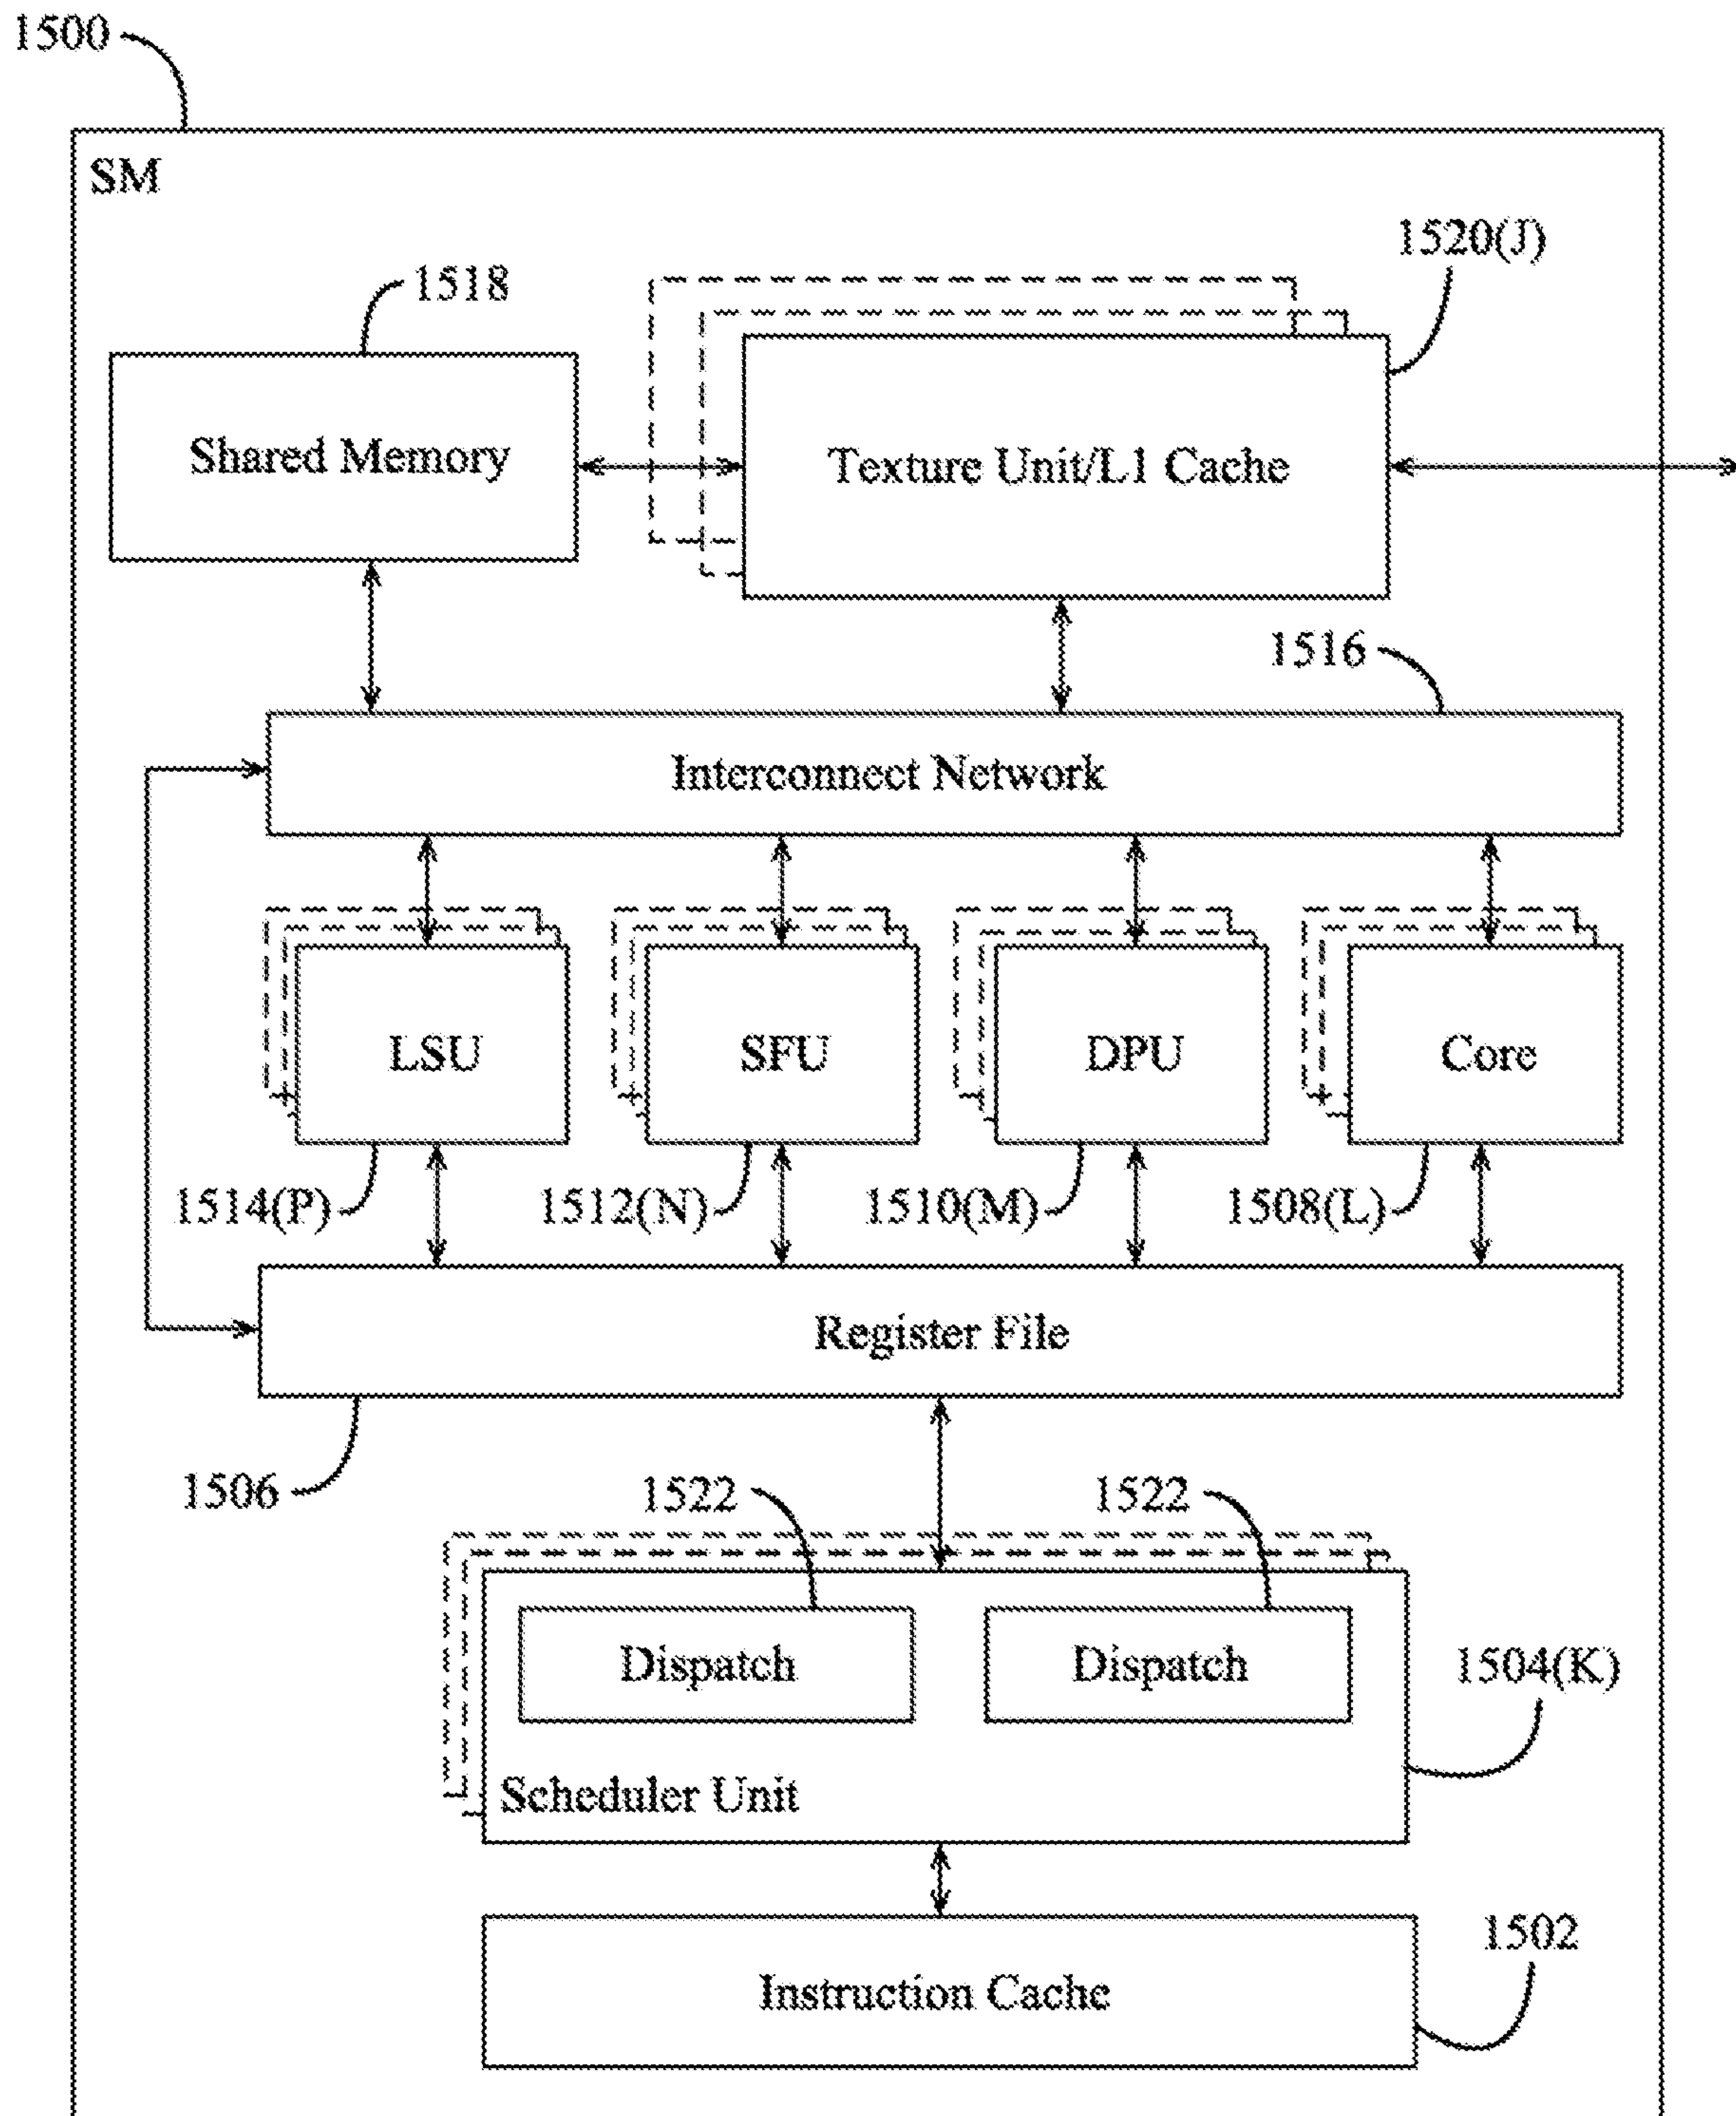 1500
SM
1520(J)
1518
Shared Memory
Texture Unit/L1 Cache
1516
Interconnect Network
LSU
SFU
DPU
Core
1514(P)
1512(N)
1510(M)
1508(L)
Register File
1506
1522
1522
Dispatch
Dispatch
1504(K)
Scheduler Unit
1502
Instruction Cache